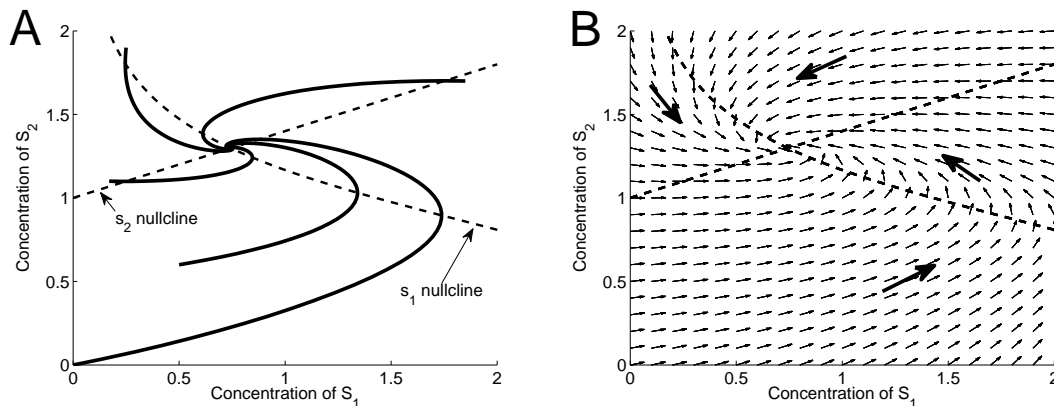 A
Concentration of S2
2
1.5
1
0.5
0
s2 nullcline
s1 nullcline
0 0.5 1 1.5 2
Concentration of S1
B
Concentration of S2
2
1.5
1
0.5
0
0 0.5 1 1.5 2
Concentration of S1